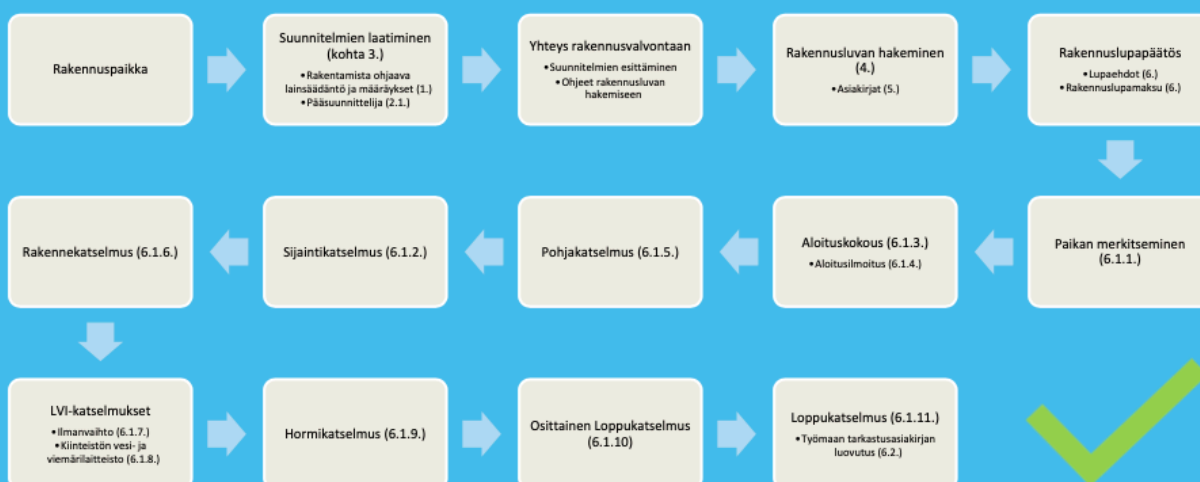 Rakennuspaikka
Suunnitelmien laatiminen
(kohta 3.)
•Rakentamista ohjaava
lainsäädäntö ja määräykset (1.)
•Pääsuunnittelija (2.1.)
Yhteys rakennusvalvontaan
•Suunnitelmien esittäminen
•Ohjeet rakennusluvan
hakemiseen
Rakennusluvan hakeminen
(4.)
•Asiakirjat (5.)
Rakennuslupapäätös
•Lupaehdot (6.)
•Rakennuslupamaksu (6.)
Paikan merkitseminen
(6.1.1.)
Aloituskokous (6.1.3.)
•Aloitusilmoitus (6.1.4.)
Pohjakatselmus (6.1.5.)
Sijaintikatselmus (6.1.2.)
Rakennekatselmus (6.1.6.)
LVI-katselmukset
•Ilmanvaihto (6.1.7.)
•Kiinteistön vesi- ja
viemärilaitteisto (6.1.8.)
Hormikatselmus (6.1.9.)
Osittainen Loppukatselmus
(6.1.10)
Loppukatselmus (6.1.11.)
•Työmaan tarkastusasiakirjan
luovutus (6.2.)